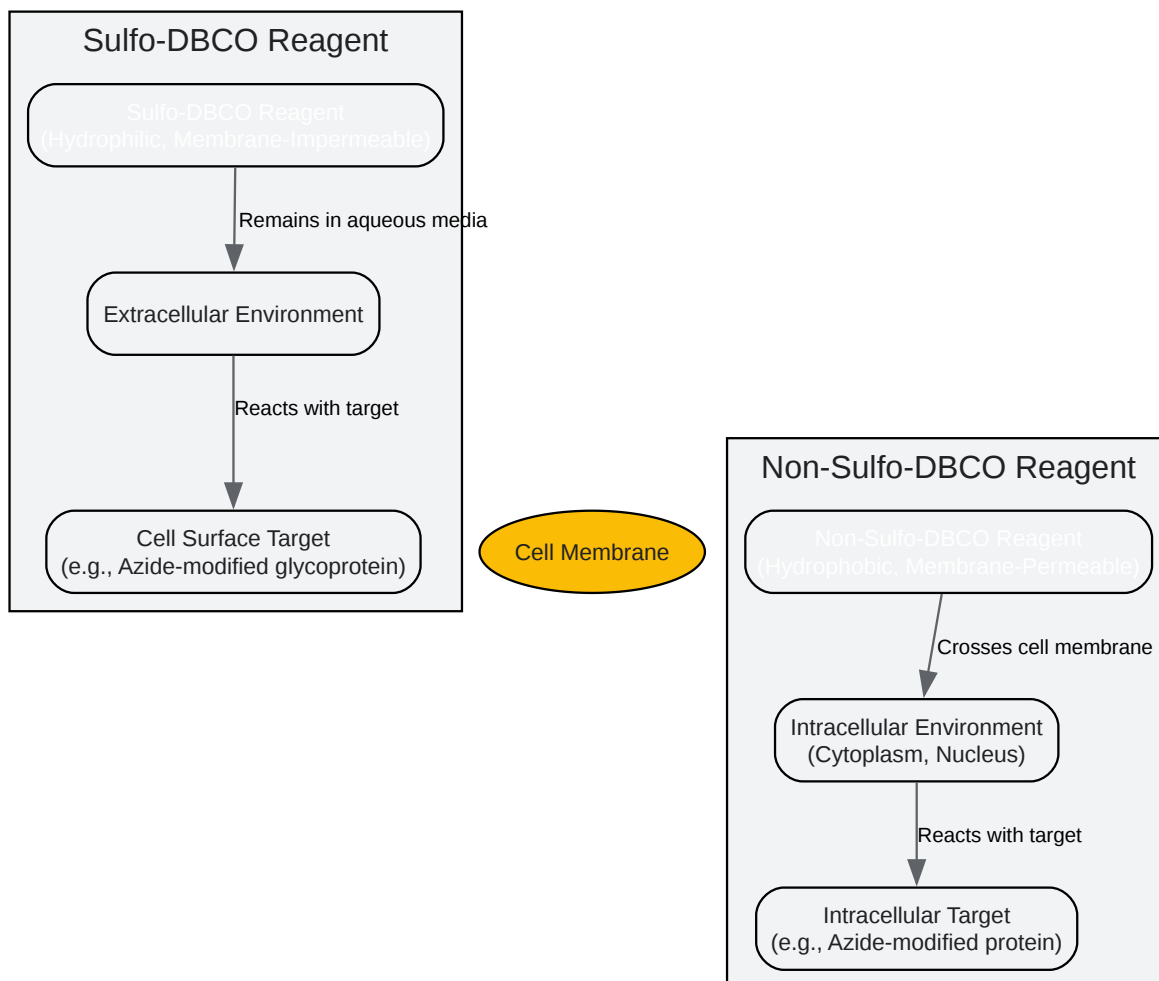 Sulfo-DBCO Reagent
Sulfo-DBCO Reagent
(Hydrophilic, Membrane-Impermeable)
Remains in aqueous media
Extracellular Environment
Reacts with target
Cell Surface Target
(e.g., Azide-modified glycoprotein)
Cell Membrane
Non-Sulfo-DBCO Reagent
Non-Sulfo-DBCO Reagent
(Hydrophobic, Membrane-Permeable)
Crosses cell membrane
Intracellular Environment
(Cytoplasm, Nucleus)
Reacts with target
Intracellular Target
(e.g., Azide-modified protein)